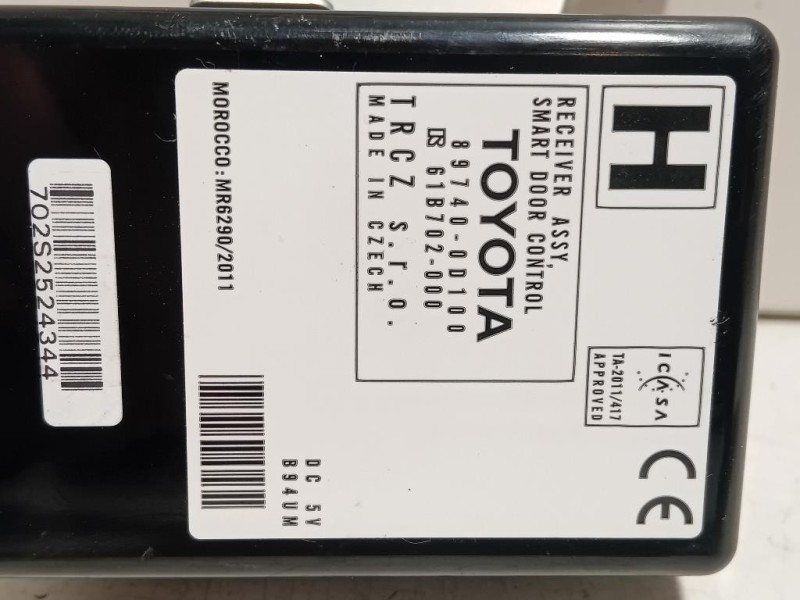 H
RECEIVER ASSY,
SMART DOOR CONTROL
TOYOTA
89740-0D100
61B702-000
TRCZ s.r.o.
MADE IN CZECH
ICASA
TA-2011/417
APPROVED
CE
MOROCCO:MR6290/2011
DC 5V
B94UM
702S2524344